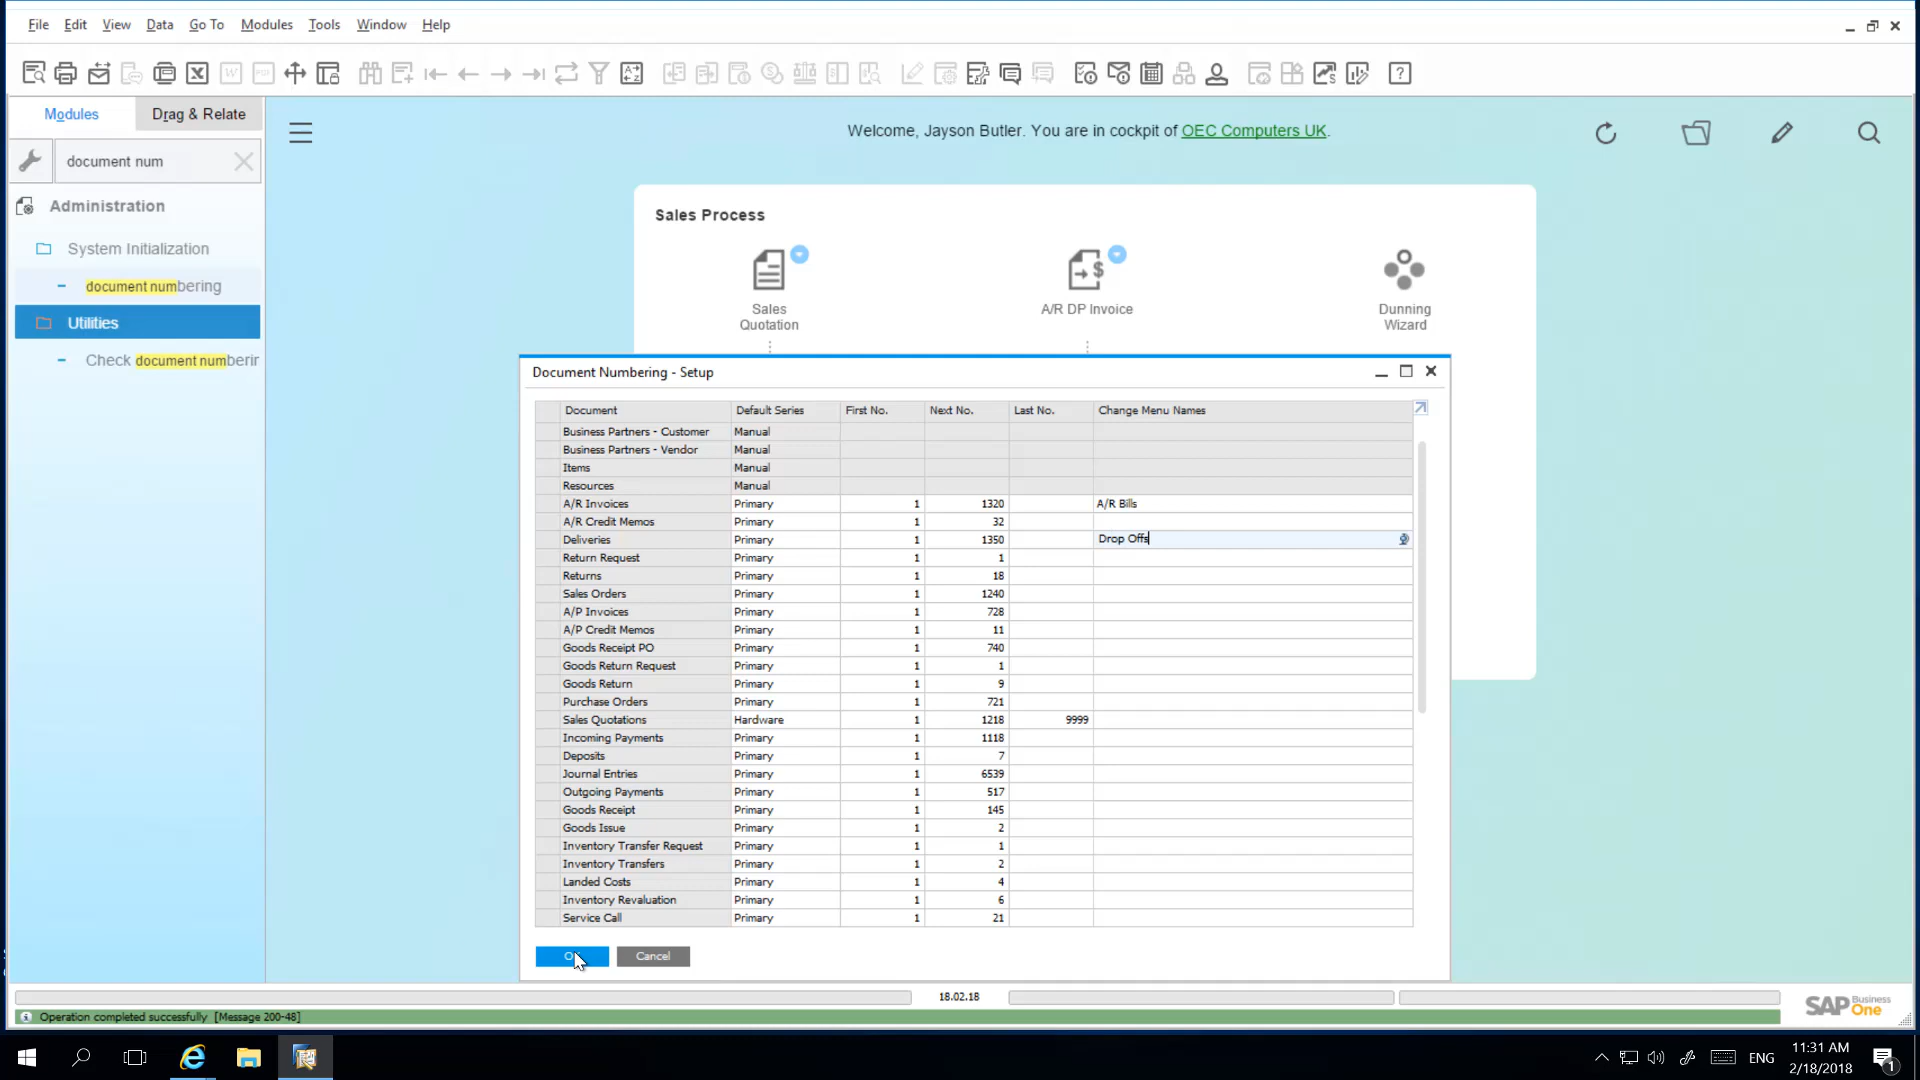 File Edit View Data Go To Modules Tools Window Help
Modules Drag & Relate
document num
Administration
System Initialization
document numbering
Utilities
Check document numberir
Welcome, Jayson Butler. You are in cockpit of OEC Computers UK.
Sales Process
Sales Quotation
A/R DP Invoice
Dunning Wizard
Document Numbering - Setup
Document Default Series First No. Next No. Last No. Change Menu Names
Business Partners - Customer Manual
Business Partners - Vendor Manual
Items Manual
Resources Manual
A/R Invoices Primary 1 1320 A/R Bills
A/R Credit Memos Primary 1 32
Deliveries Primary 1 1350 Drop Offs
Return Request Primary 1 1
Returns Primary 1 18
Sales Orders Primary 1 1240
A/P Invoices Primary 1 728
A/P Credit Memos Primary 1 11
Goods Receipt PO Primary 1 740
Goods Return Request Primary 1 1
Goods Return Primary 1 9
Purchase Orders Primary 1 721
Sales Quotations Hardware 1 1218 9999
Incoming Payments Primary 1 1118
Deposits Primary 1 7
Journal Entries Primary 1 6539
Outgoing Payments Primary 1 517
Goods Receipt Primary 1 145
Goods Issue Primary 1 2
Inventory Transfer Request Primary 1 1
Inventory Transfers Primary 1 2
Landed Costs Primary 1 4
Inventory Revaluation Primary 1 6
Service Call Primary 1 21
Cancel
18.02.18
Operation completed successfully [Message 200-48]
SAP Business One
ENG
11:31 AM
2/18/2018
1